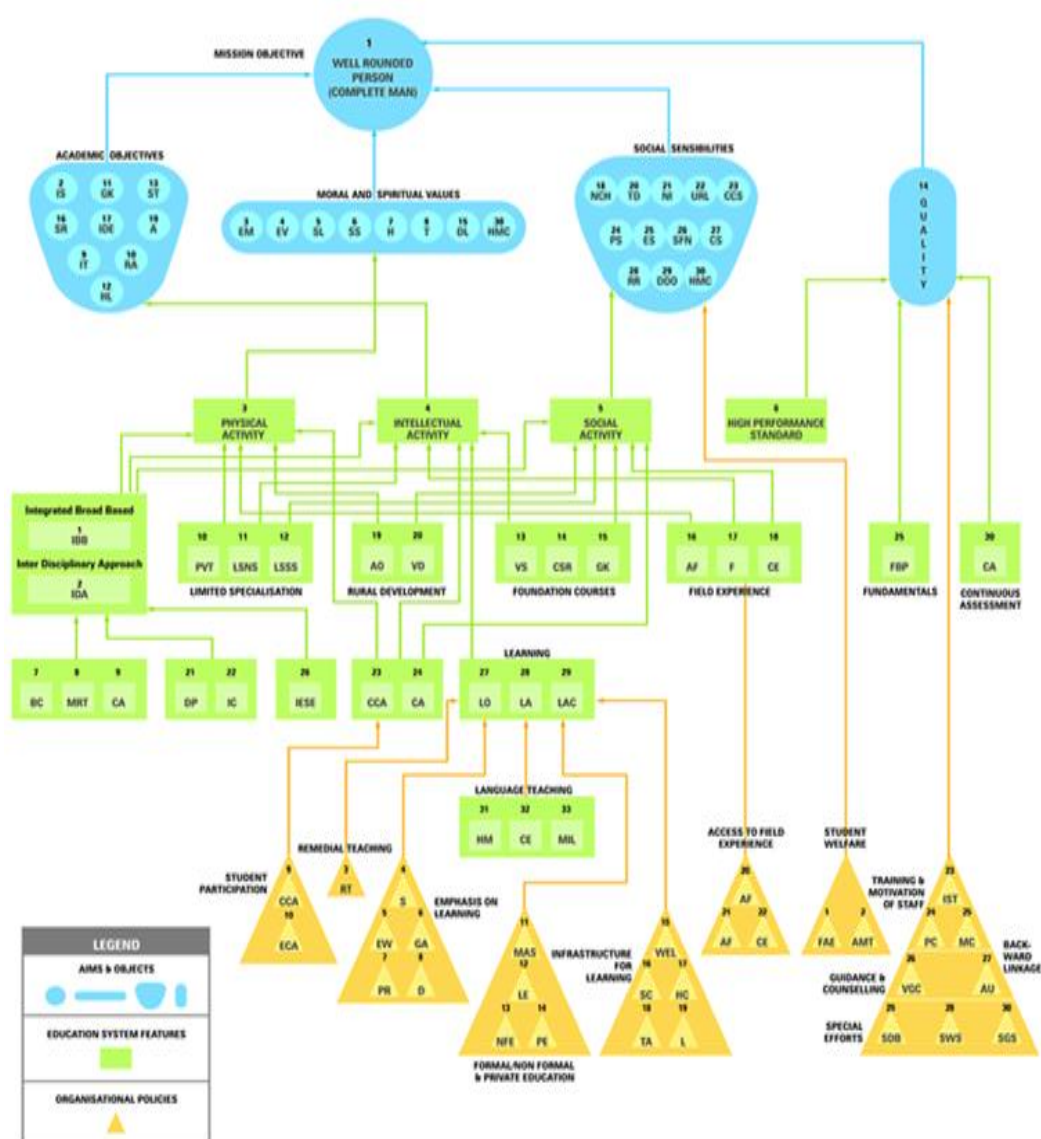 1
WELL ROUNDED
PERSON
(COMPLETE MAN)
MISSION OBJECTIVE
ACADEMIC OBJECTIVES
2 11 13
IS GK ST
16 17 19
SR IDE A
9 10
IT RA
12
HL
MORAL AND SPIRITUAL VALUES
3 4 5 6 7 8 15 30
EM EV SL SS H T DL HMC
SOCIAL SENSIBILITIES
18 20 21 22 23
NCH TD NI URL CCS
24 25 26 27
PS ES SFN CS
28 29 30
RR DOO HMC
14
EQUALITY
3
PHYSICAL
ACTIVITY
4
INTELLECTUAL
ACTIVITY
5
SOCIAL
ACTIVITY
6
HIGH PERFORMANCE
STANDARD
Integrated Broad Based
1
IBB
Inter Disciplinary Approach
2
IDA
10 11 12
PVT LSNS LSSS
LIMITED SPECIALISATION
19 20
AO VO
RURAL DEVELOPMENT
13 14 15
VS CSR GK
FOUNDATION COURSES
16 17 18
AF F CE
FIELD EXPERIENCE
25
FBP
FUNDAMENTALS
30
CA
CONTINUOUS
ASSESSMENT
7 8 9
BC MRT CA
21 22
DP IC
26
IESE
23 24
CCA CA
LEARNING
27 28 29
LO LA LAC
LANGUAGE TEACHING
31 32 33
HM CE MIL
STUDENT
PARTICIPATION
9
CCA
10
ECA
REMEDIAL TEACHING
3
RT
EMPHASIS ON
LEARNING
4
S
5 6
EW GA
7 8
PR D
11
MAS
12
LE
13 14
NFE PE
FORMAL/NON FORMAL
& PRIVATE EDUCATION
INFRASTRUCTURE
FOR
LEARNING
15
WEL
16 17
SC HC
18 19
TA L
ACCESS TO FIELD
EXPERIENCE
20
AF
21 22
AF CE
STUDENT
WELFARE
1 2
FAE AMT
TRAINING &
MOTIVATION
OF STAFF
23
IST
24 25
PC MC
BACK-
WARD
LINKAGE
GUIDANCE &
COUNSELLING
26 27
VGC AU
SPECIAL
EFFORTS
28 30
SDB SWS SGS
LEGEND
AIMS & OBJECTS
EDUCATION SYSTEM FEATURES
ORGANISATIONAL POLICIES